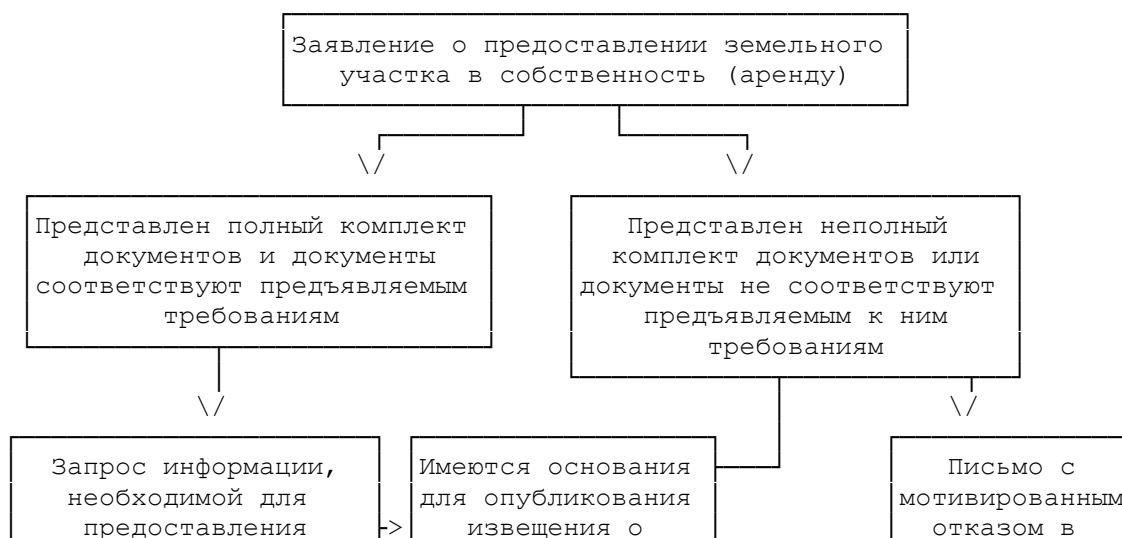 Заявление о предоставлении земельного
участка в собственность (аренду)
Представлен полный комплект
документов и документы
соответствуют предъявляемым
требованиям
Представлен неполный
комплект документов или
документы не соответствуют
предъявляемым к ним
требованиям
Запрос информации,
необходимой для
предоставления
Имеются основания
для опубликования
извещения о
Письмо с
мотивированным
отказом в